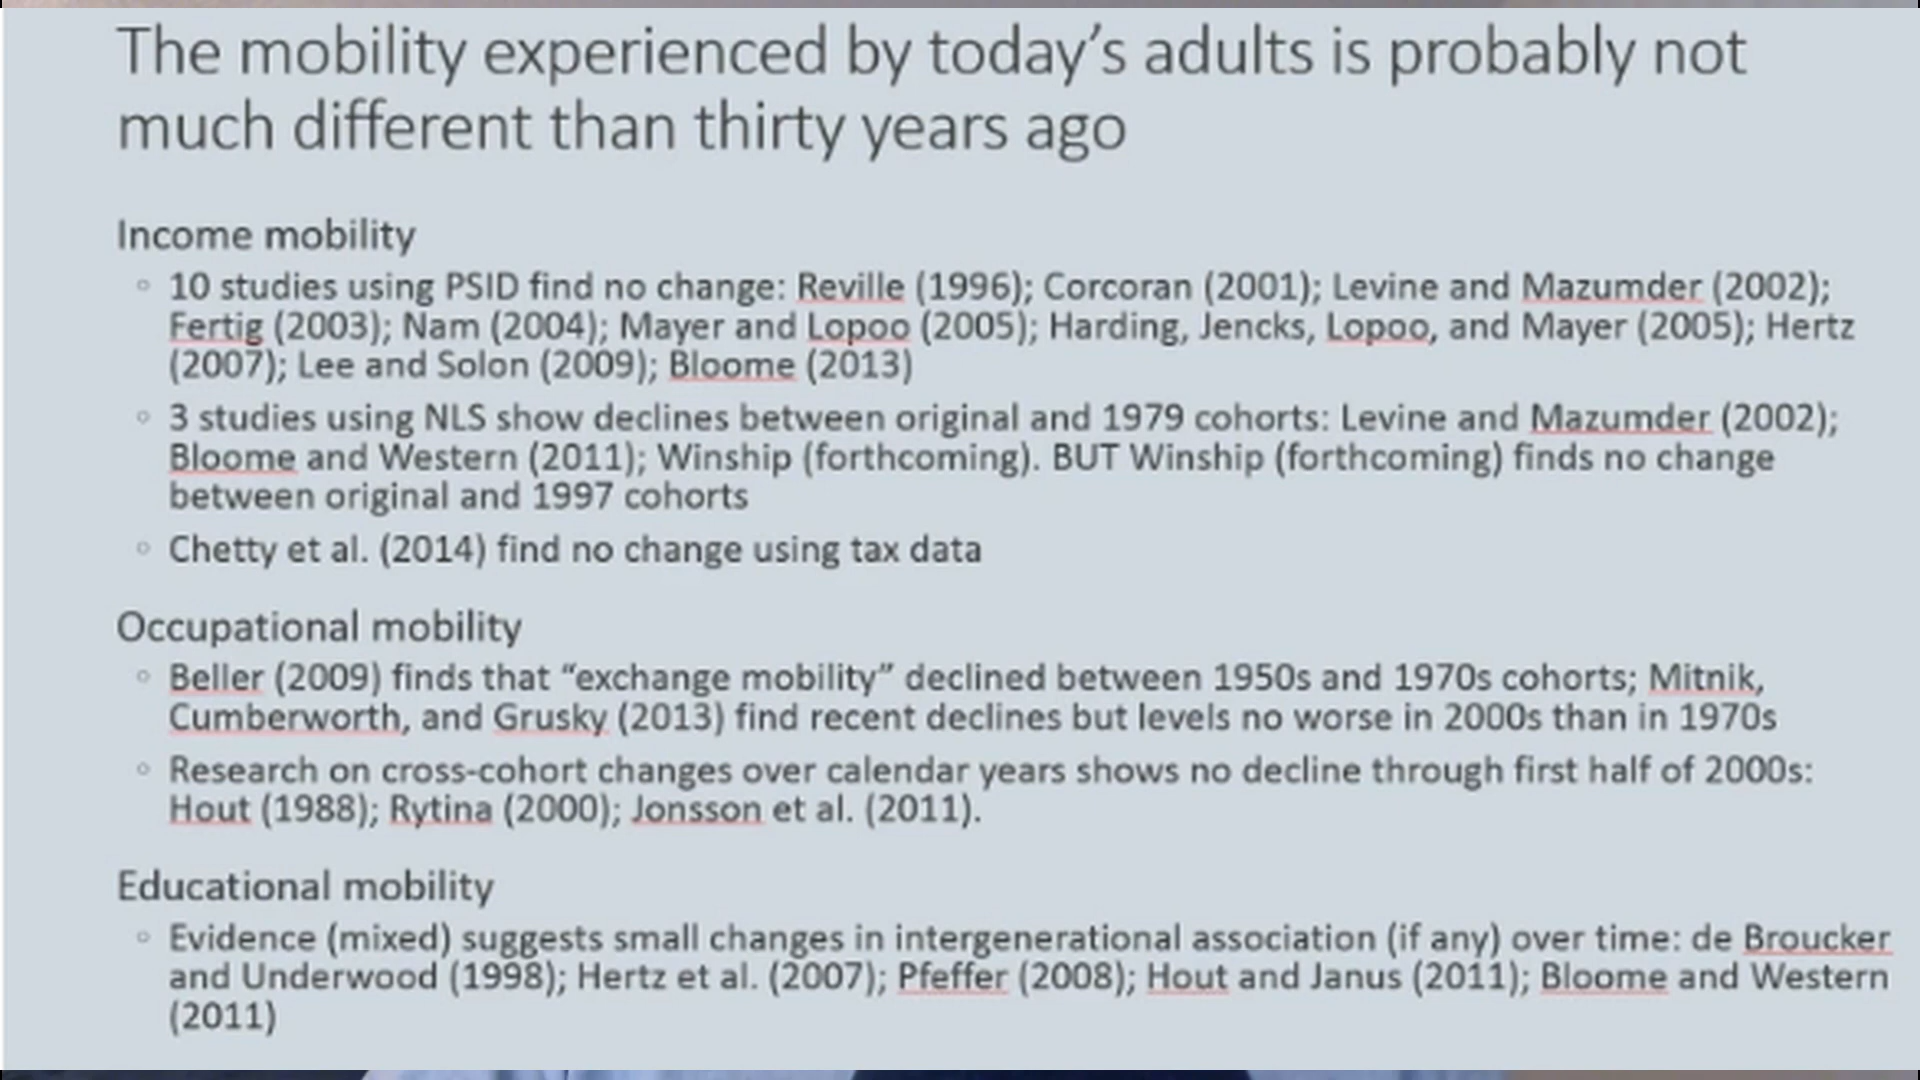 The mobility experienced by today’s adults is probably not
much different than thirty years ago
Income mobility
◦ 10 studies using PSID find no change: Reville (1996); Corcoran (2001); Levine and Mazumder (2002);
Fertig (2003); Nam (2004); Mayer and Lopoo (2005); Harding, Jencks, Lopoo, and Mayer (2005); Hertz
(2007); Lee and Solon (2009); Bloome (2013)
◦ 3 studies using NLS show declines between original and 1979 cohorts: Levine and Mazumder (2002);
Bloome and Western (2011); Winship (forthcoming). BUT Winship (forthcoming) finds no change
between original and 1997 cohorts
◦ Chetty et al. (2014) find no change using tax data
Occupational mobility
◦ Beller (2009) finds that “exchange mobility” declined between 1950s and 1970s cohorts; Mitnik,
Cumberworth, and Grusky (2013) find recent declines but levels no worse in 2000s than in 1970s
◦ Research on cross-cohort changes over calendar years shows no decline through first half of 2000s:
Hout (1988); Rytina (2000); Jonsson et al. (2011).
Educational mobility
◦ Evidence (mixed) suggests small changes in intergenerational association (if any) over time: de Broucker
and Underwood (1998); Hertz et al. (2007); Pfeffer (2008); Hout and Janus (2011); Bloome and Western
(2011)